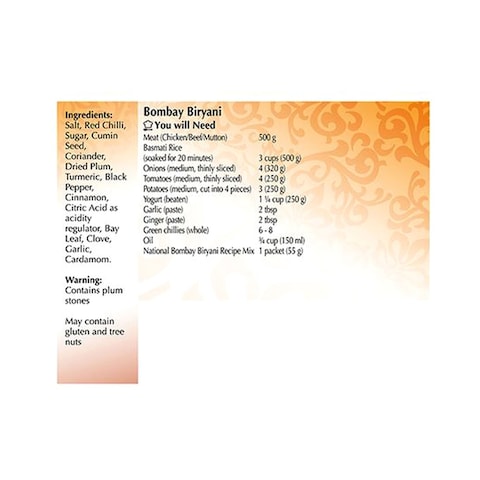 Ingredients:
Salt, Red Chilli,
Sugar, Cumin
Seed,
Coriander,
Dried Plum,
Turmeric, Black
Pepper,
Cinnamon,
Citric Acid as
acidity
regulator, Bay
Leaf, Clove,
Garlic,
Cardamom.
Warning:
Contains plum
stones
May contain
gluten and tree
nuts
Bombay Biryani
You will Need
Meat (Chicken/Beef/Mutton) 500 g
Basmati Rice
(soaked for 20 minutes) 3 cups (500 g)
Onions (medium, thinly sliced) 4 (320 g)
Tomatoes (medium, thinly sliced) 4 (250 g)
Potatoes (medium, cut into 4 pieces) 3 (250 g)
Yogurt (beaten) 1 ¼ cup (250 g)
Garlic (paste) 2 tbsp
Ginger (paste) 2 tbsp
Green chillies (whole) 6 - 8
Oil ¾ cup (150 ml)
National Bombay Biryani Recipe Mix 1 packet (55 g)